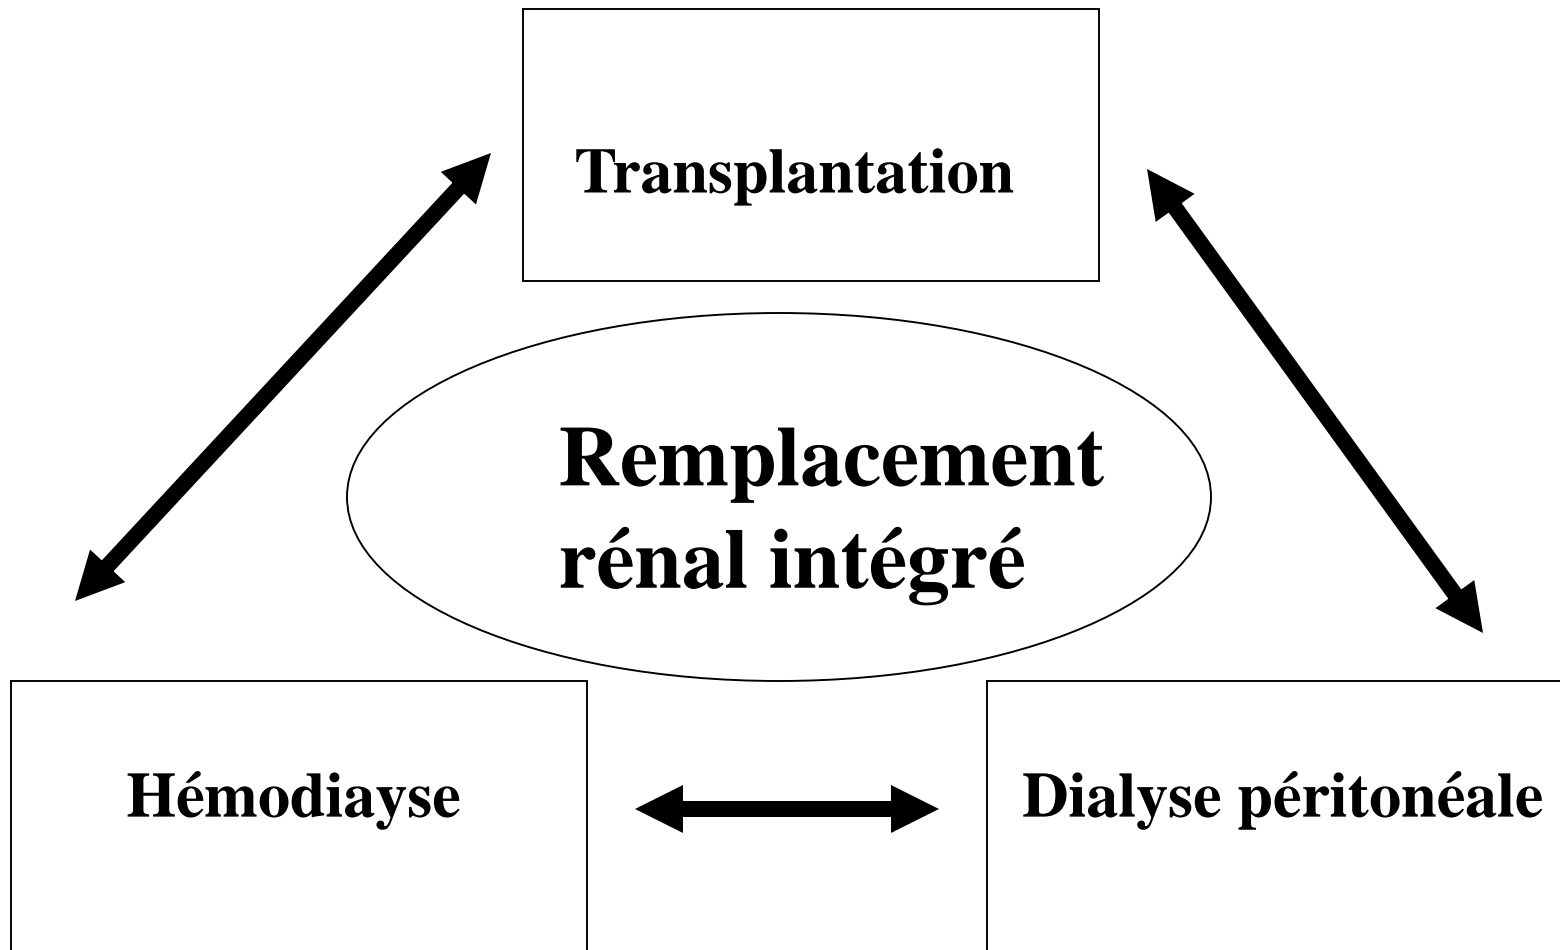 Transplantation
Remplacement
rénal intégré
Hémodiayse
Dialyse péritonéale